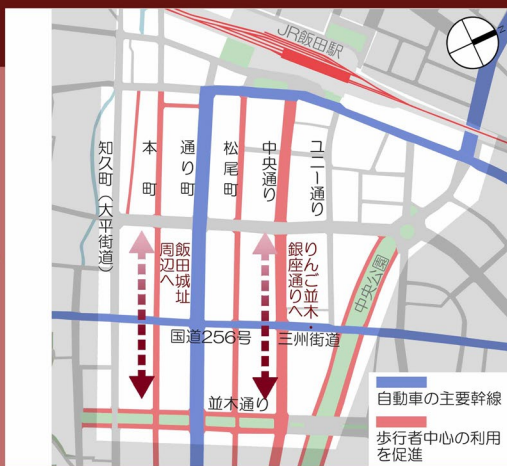 JR飯田駅
N
知久町(大平街道)
本町
通り町
松尾町
中央通り
ユニー通り
飯田城址
周辺へ
りんご並木・
銀座通りへ
中央公園
国道256号
三州街道
並木通り
自動車の主要幹線
歩行者中心の利用
を促進